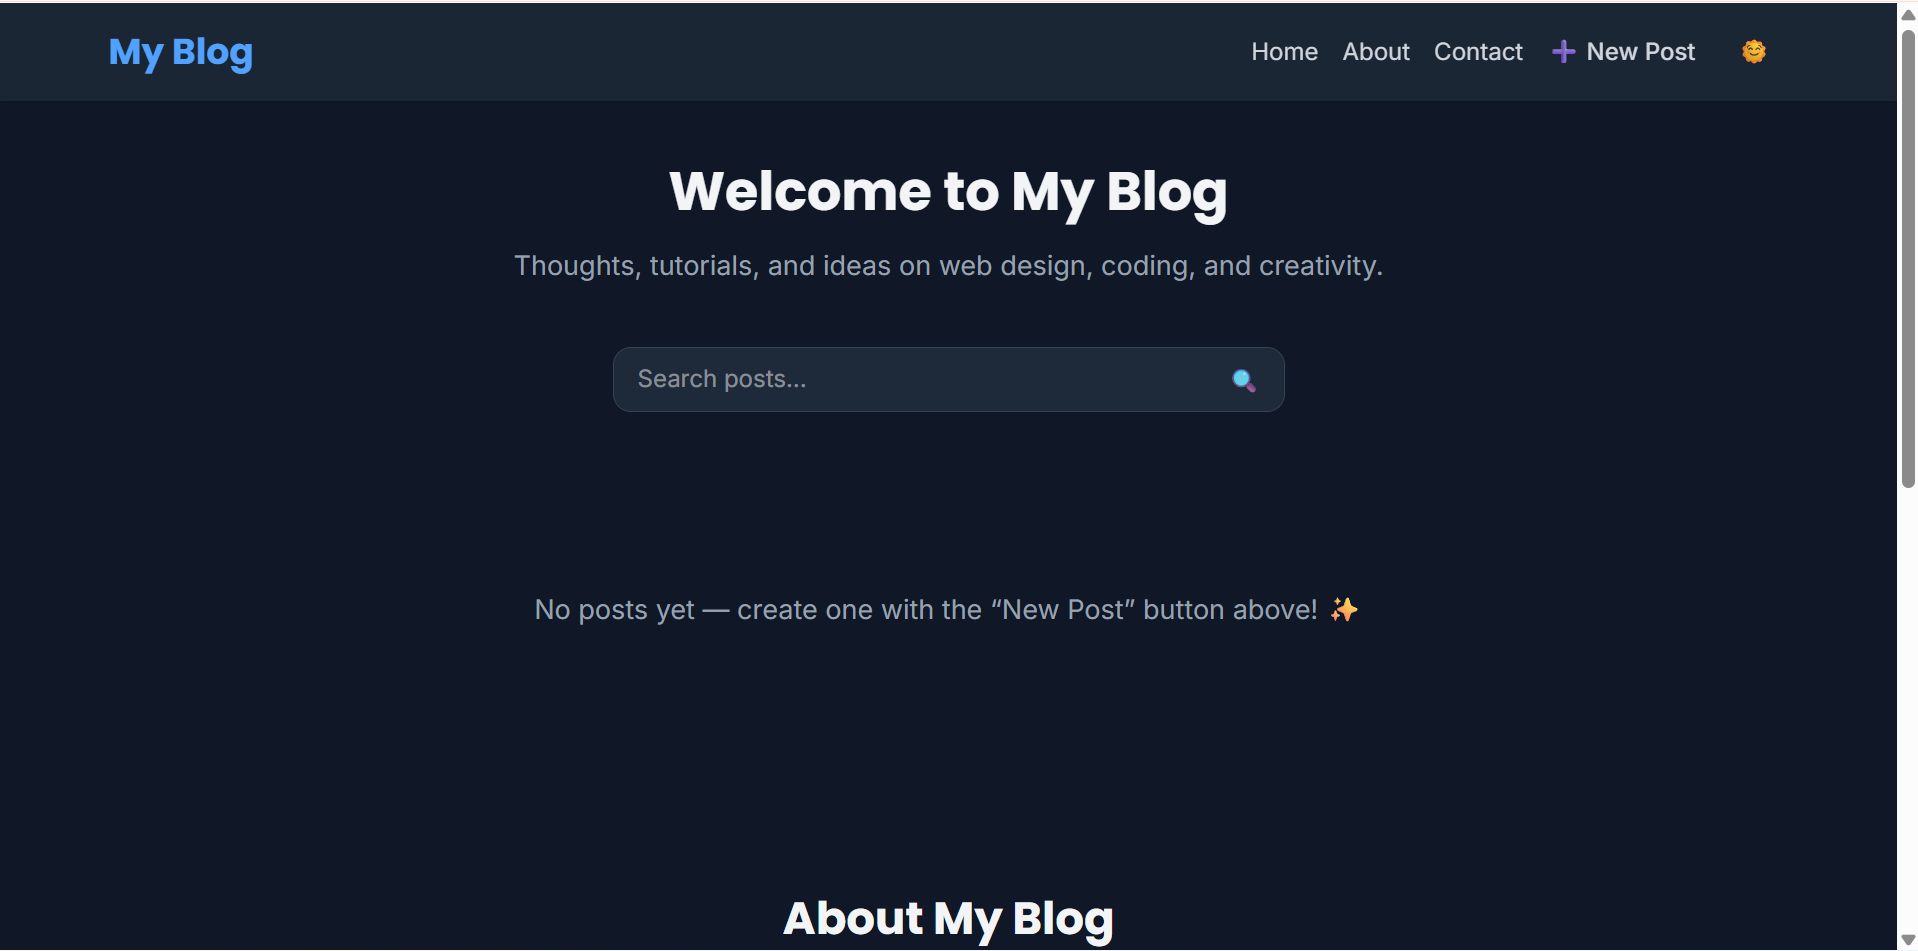 My Blog
Home About Contact ➕ New Post 🌞
Welcome to My Blog
Thoughts, tutorials, and ideas on web design, coding, and creativity.
Search posts... 🔍
No posts yet — create one with the “New Post” button above! ✨
About My Blog